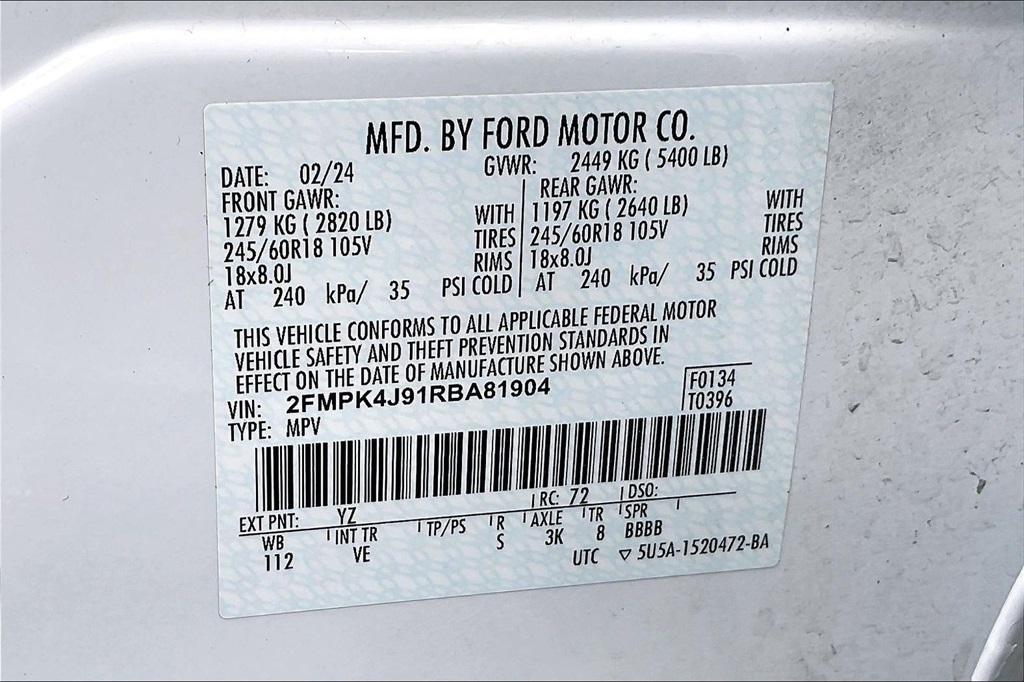 MFD. BY FORD MOTOR CO.
DATE: 02/24 GVWR: 2449 KG ( 5400 LB)
FRONT GAWR: REAR GAWR:
1279 KG ( 2820 LB) WITH 1197 KG ( 2640 LB) WITH
245/60R18 105V TIRES 245/60R18 105V TIRES
18x8.0J RIMS 18x8.0J RIMS
AT 240 kPa/ 35 PSI COLD AT 240 kPa/ 35 PSI COLD
THIS VEHICLE CONFORMS TO ALL APPLICABLE FEDERAL MOTOR
VEHICLE SAFETY AND THEFT PREVENTION STANDARDS IN
EFFECT ON THE DATE OF MANUFACTURE SHOWN ABOVE.
VIN: 2FMPK4J91RBA81904 F0134
TYPE: MPV T0396
EXT PNT: YZ RC: 72 DSO:
WB INT TR TP/PS R AXLE TR SPR
112 VE S 3K 8 BBBB
UTC ▽ 5U5A-1520472-BA